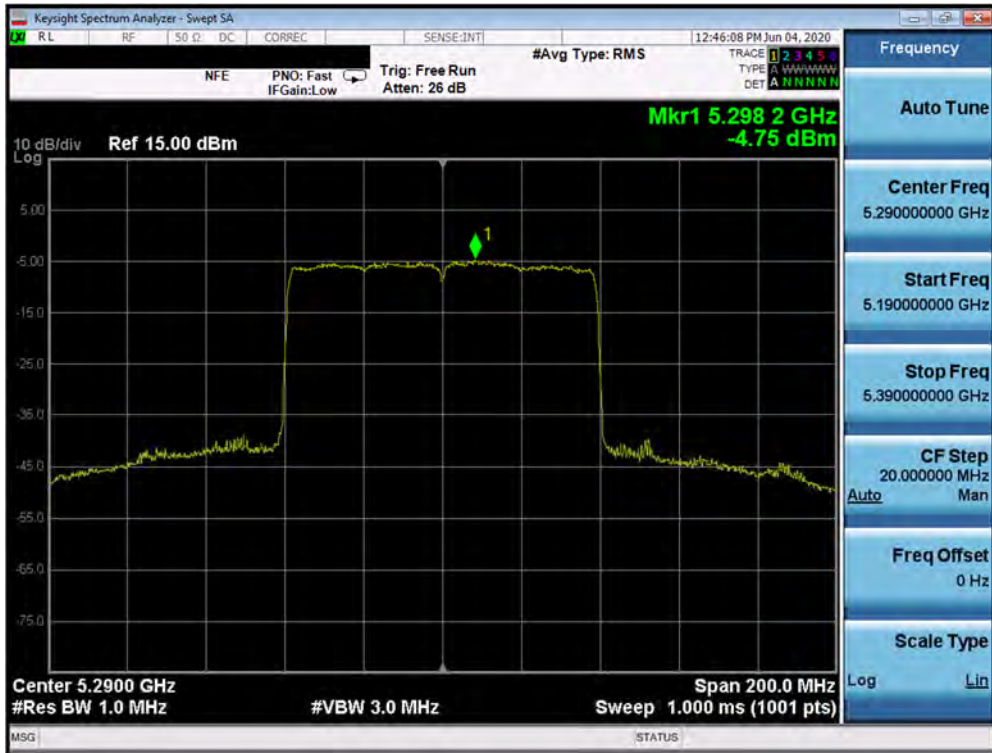 Keysight Spectrum Analyzer - Swept SA
LXI RL RF 50 Ω DC CORREC SENSE:INT 12:46:08 PM Jun 04, 2020
NFE PNO: Fast IFGain:Low Trig: Free Run Atten: 26 dB #Avg Type: RMS
TRACE 1 2 3 4 5 6
TYPE A WWWWW
DET A N N N N N
Mkr1 5.298 2 GHz
-4.75 dBm
10 dB/div Ref 15.00 dBm
Log
5.00
1
-5.00
-15.0
-25.0
-35.0
-45.0
-55.0
-65.0
-75.0
Center 5.2900 GHz Span 200.0 MHz
#Res BW 1.0 MHz #VBW 3.0 MHz Sweep 1.000 ms (1001 pts)
MSG STATUS
Frequency
Auto Tune
Center Freq
5.290000000 GHz
Start Freq
5.190000000 GHz
Stop Freq
5.390000000 GHz
CF Step
20.000000 MHz
Auto Man
Freq Offset
0 Hz
Scale Type
Log Lin